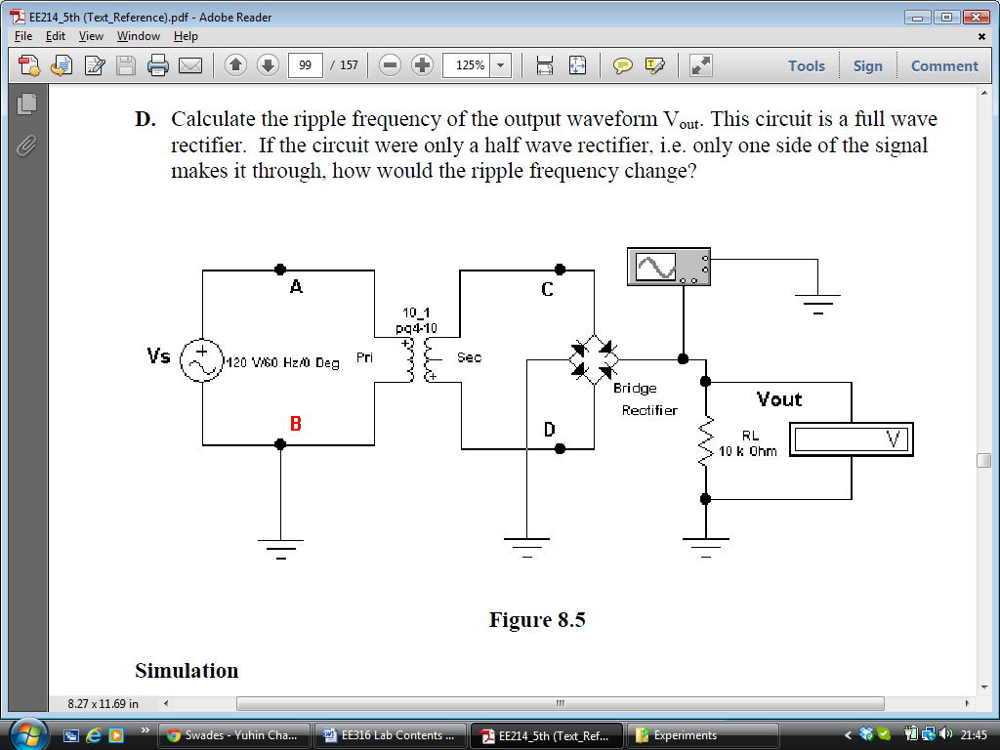 EE214_5th (Text_Reference).pdf - Adobe Reader
File Edit View Window Help
99 / 157 125% Tools Sign Comment
D. Calculate the ripple frequency of the output waveform Vout. This circuit is a full wave
rectifier. If the circuit were only a half wave rectifier, i.e. only one side of the signal
makes it through, how would the ripple frequency change?
A
C
10_1
pq4-10
Vs
120 V/60 Hz/0 Deg
Pri
Sec
Bridge
Rectifier
B
D
Vout
RL
10 k Ohm
V
Figure 8.5
Simulation
8.27 x 11.69 in
Swades - Yuhin Cha... EE316 Lab Contents ... EE214_5th (Text_Ref... Experiments 21:45